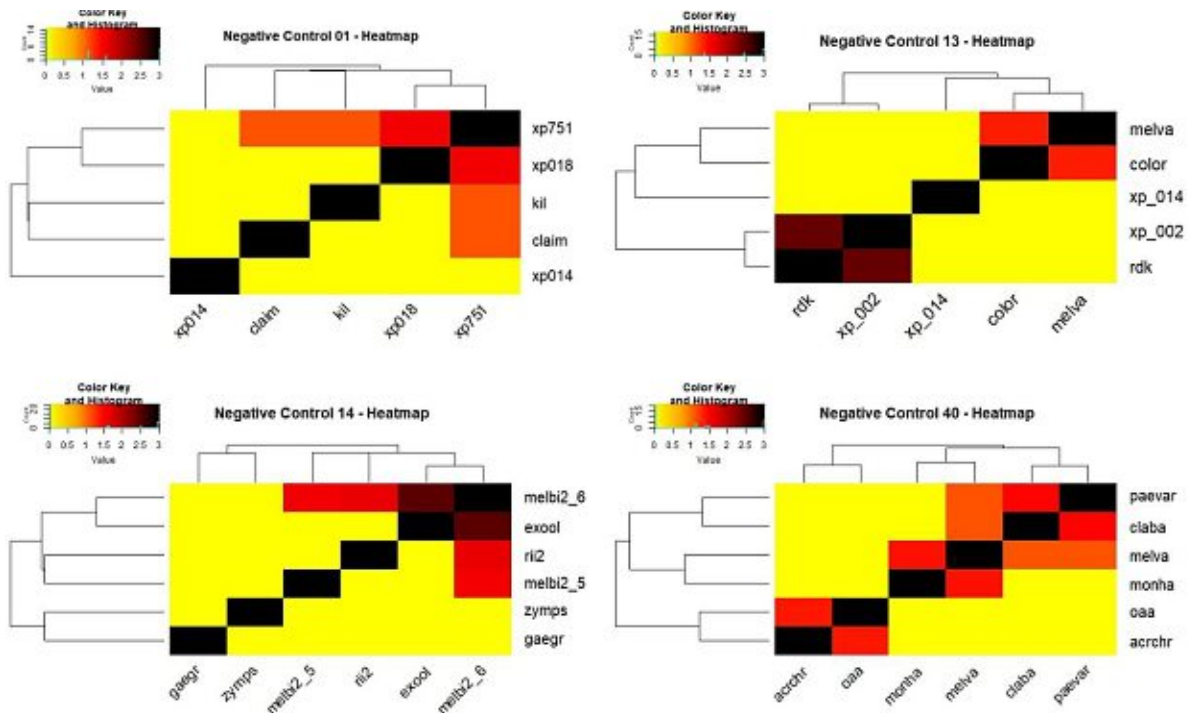 Color Key
and Histogram
Count
0 0.5 1 1.5 2 2.5 3
Value
Negative Control 01 - Heatmap
xp751
xp018
kil
claim
xp014
xp014 claim kil xp018 xp751
Color Key
and Histogram
Count
0 0.5 1 1.5 2 2.5 3
Value
Negative Control 13 - Heatmap
melva
color
xp_014
xp_002
rdk
rdk xp_002 xp_014 color melva
Color Key
and Histogram
Count
0 0.5 1 1.5 2 2.5 3
Value
Negative Control 14 - Heatmap
melbi2_6
exool
rii2
melbi2_5
zymps
gaegr
gaegr zymps melbi2_5 rii2 exool melbi2_6
Color Key
and Histogram
Count
0 0.5 1 1.5 2 2.5 3
Value
Negative Control 40 - Heatmap
paevar
claba
melva
monha
oaa
acrchr
acrchr oaa monha melva claba paevar